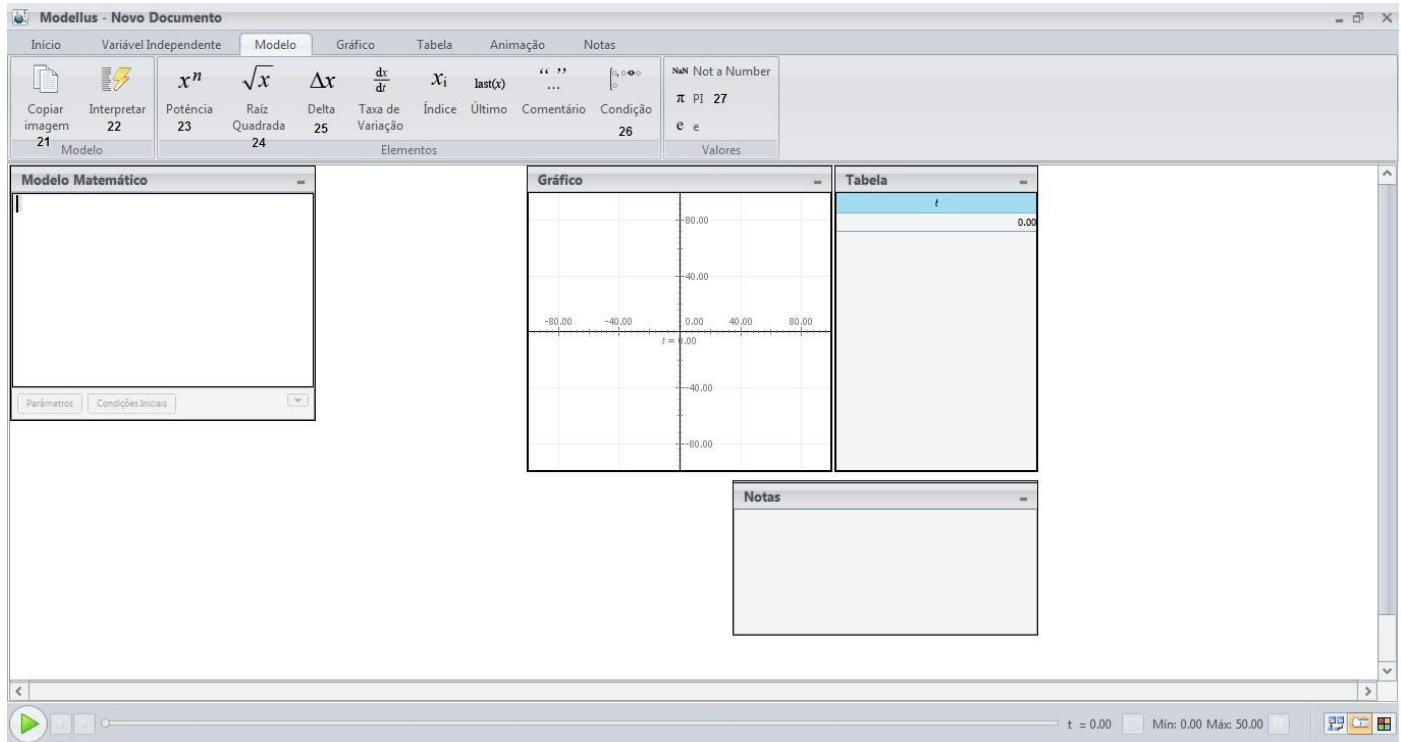 Modellus - Novo Documento
Início Variável Independente Modelo Gráfico Tabela Animação Notas
xⁿ √x Δx dx/dt xᵢ last(x) “ ” ... NaN Not a Number
π PI 27
e e
Copiar imagem 21
Interpretar 22
Potência 23
Raíz Quadrada 24
Delta 25
Taxa de Variação
Índice
Último
Comentário
Condição 26
Modelo Elementos Valores
Modelo Matemático
Parâmetros Condições Iniciais
Gráfico
80.00
40.00
-80.00 -40.00 0.00 40.00 80.00
t = 0.00
-40.00
-80.00
Tabela
t
0.00
Notas
t = 0.00 Mín: 0.00 Máx: 50.00